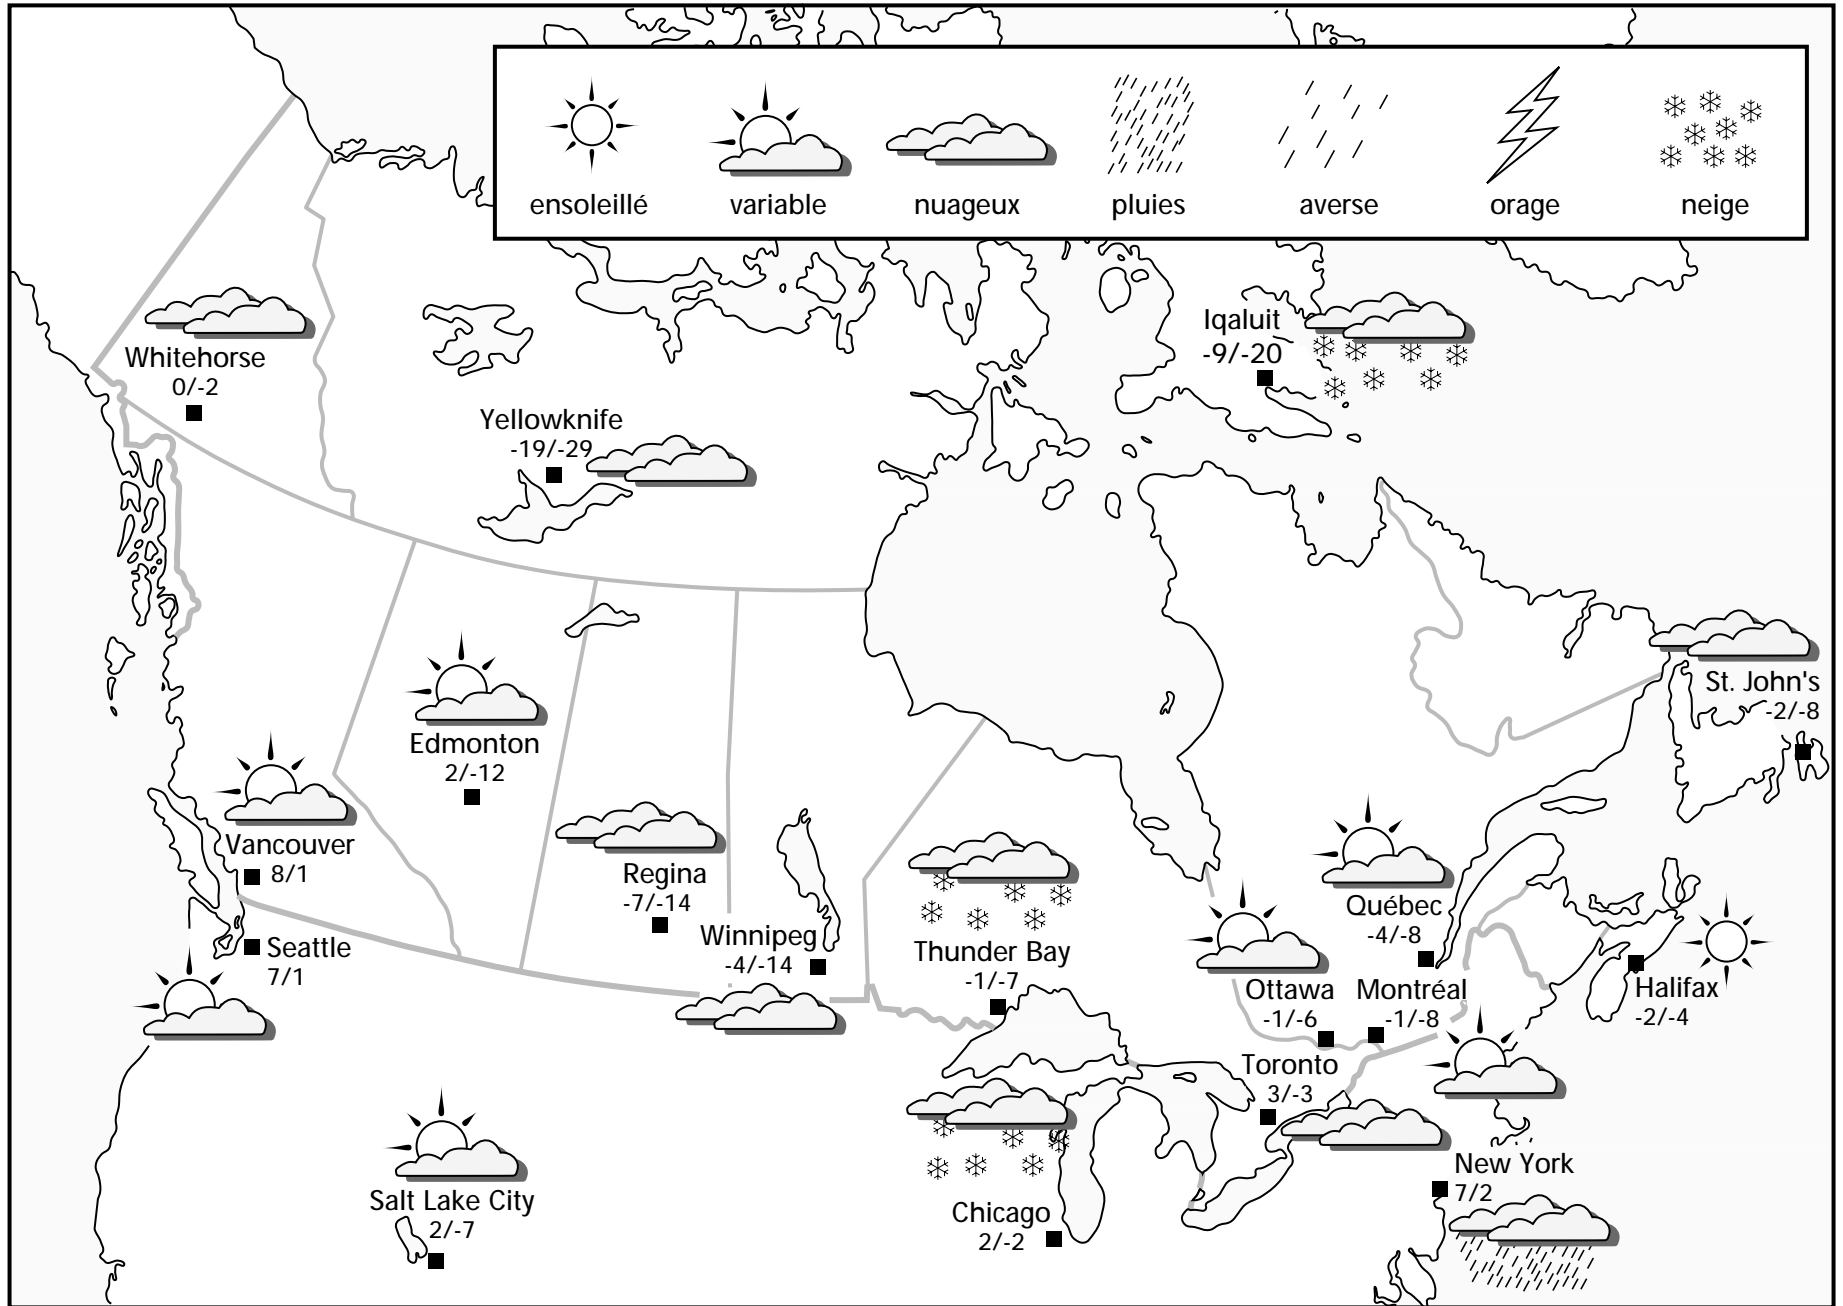 ensoleillé
variable
nuageux
pluies
averse
orage
neige
Whitehorse
0/-2
Iqaluit
-9/-20
Yellowknife
-19/-29
St. John's
-2/-8
Edmonton
2/-12
Vancouver
8/1
Regina
-7/-14
Québec
-4/-8
Winnipeg
-4/-14
Thunder Bay
-1/-7
Seattle
7/1
Ottawa
-1/-6
Montréal
-1/-8
Halifax
-2/-4
Toronto
3/-3
New York
7/2
Salt Lake City
2/-7
Chicago
2/-2